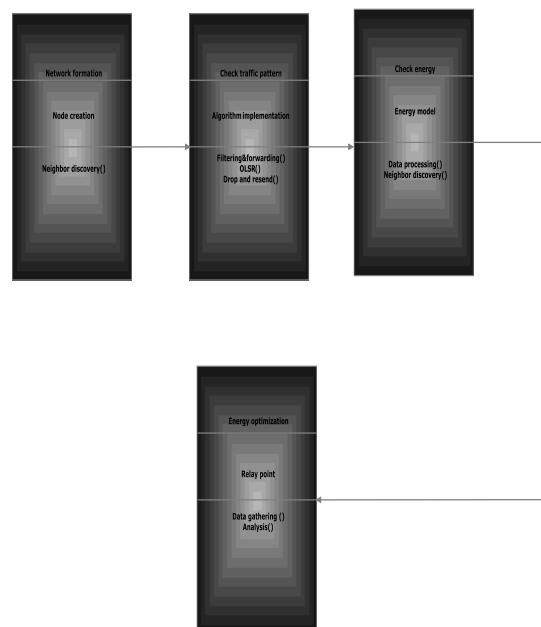 Network formation
Node creation
Neighbor discovery()
Check traffic pattern
Algorithm implementation
Filtering&forwarding()
OLSR()
Drop and resend()
Check energy
Energy model
Data processing()
Neighbor discovery()
Energy optimization
Relay point
Data gathering ()
Analysis()